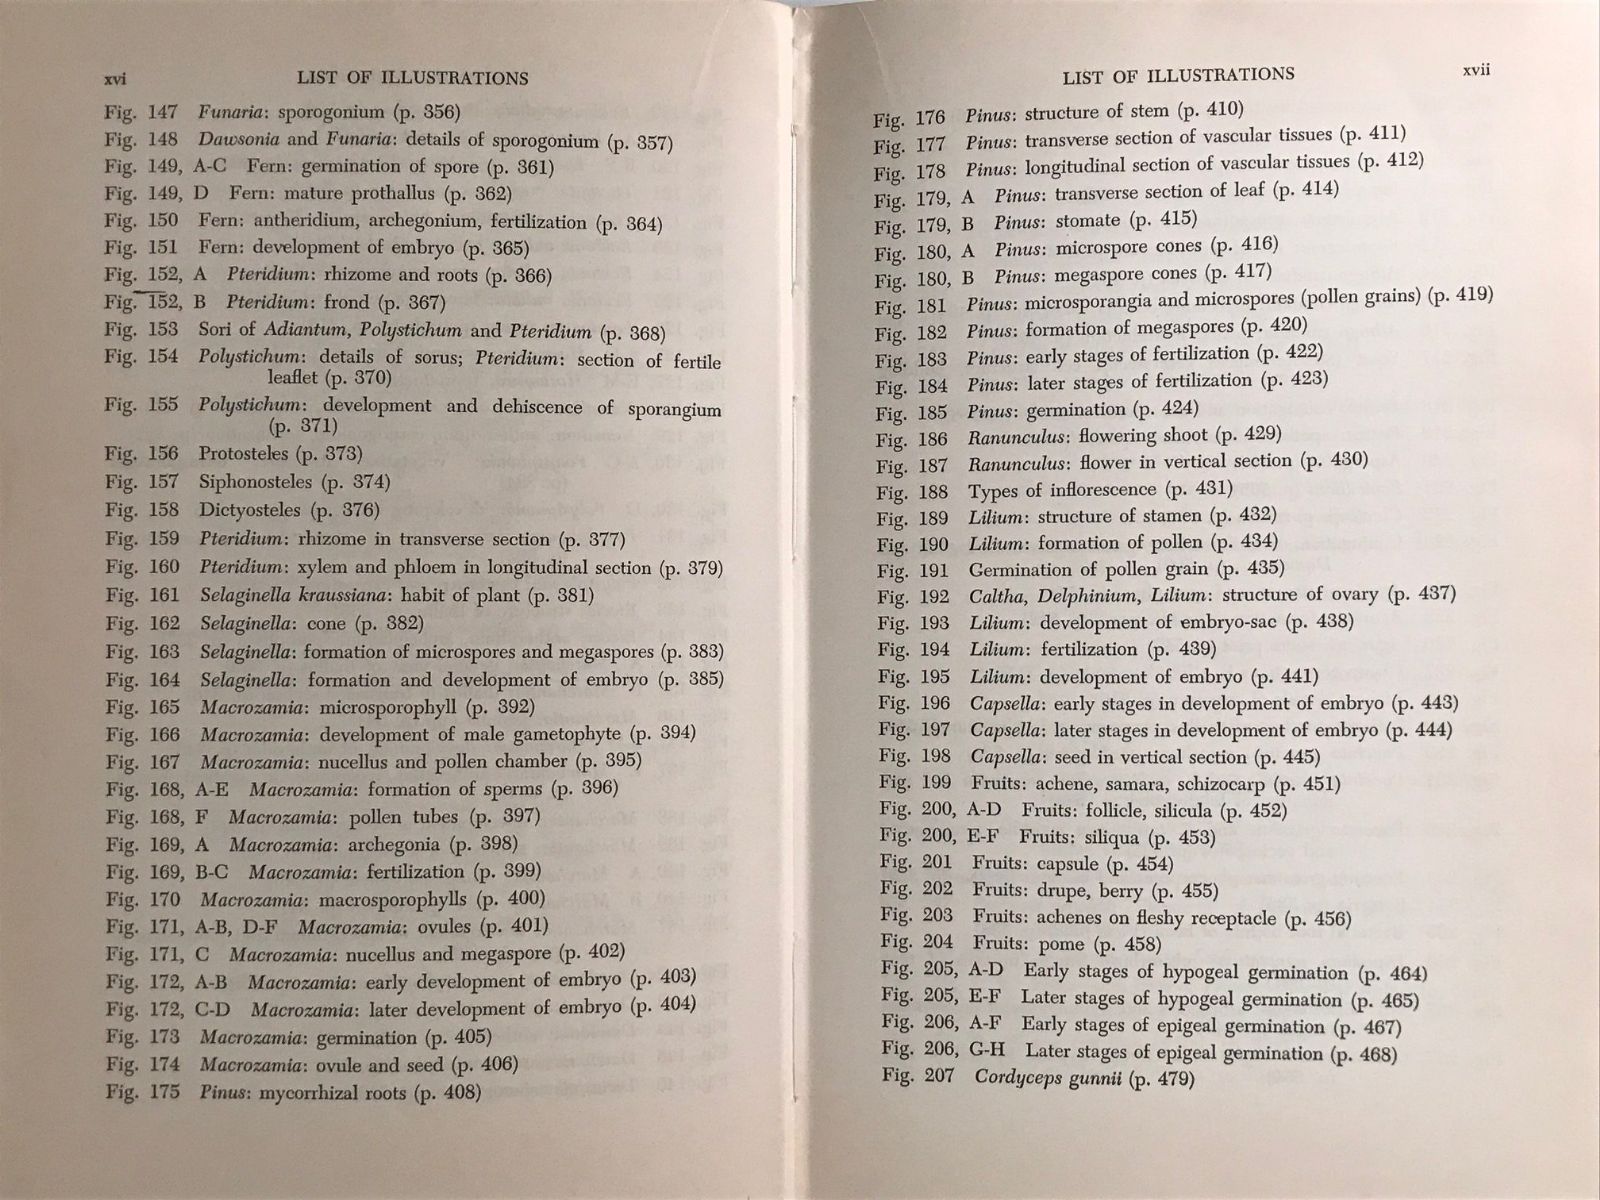 xvi LIST OF ILLUSTRATIONS
Fig. 147 Funaria: sporogonium (p. 356)
Fig. 148 Dawsonia and Funaria: details of sporogonium (p. 357)
Fig. 149, A-C Fern: germination of spore (p. 361)
Fig. 149, D Fern: mature prothallus (p. 362)
Fig. 150 Fern: antheridium, archegonium, fertilization (p. 364)
Fig. 151 Fern: development of embryo (p. 365)
Fig. 152, A Pteridium: rhizome and roots (p. 366)
Fig. 152, B Pteridium: frond (p. 367)
Fig. 153 Sori of Adiantum, Polystichum and Pteridium (p. 368)
Fig. 154 Polystichum: details of sorus; Pteridium: section of fertile
leaflet (p. 370)
Fig. 155 Polystichum: development and dehiscence of sporangium
(p. 371)
Fig. 156 Protosteles (p. 373)
Fig. 157 Siphonosteles (p. 374)
Fig. 158 Dictyosteles (p. 376)
Fig. 159 Pteridium: rhizome in transverse section (p. 377)
Fig. 160 Pteridium: xylem and phloem in longitudinal section (p. 379)
Fig. 161 Selaginella kraussiana: habit of plant (p. 381)
Fig. 162 Selaginella: cone (p. 382)
Fig. 163 Selaginella: formation of microspores and megaspores (p. 383)
Fig. 164 Selaginella: formation and development of embryo (p. 385)
Fig. 165 Macrozamia: microsporophyll (p. 392)
Fig. 166 Macrozamia: development of male gametophyte (p. 394)
Fig. 167 Macrozamia: nucellus and pollen chamber (p. 395)
Fig. 168, A-E Macrozamia: formation of sperms (p. 396)
Fig. 168, F Macrozamia: pollen tubes (p. 397)
Fig. 169, A Macrozamia: archegonia (p. 398)
Fig. 169, B-C Macrozamia: fertilization (p. 399)
Fig. 170 Macrozamia: macrosporophylls (p. 400)
Fig. 171, A-B, D-F Macrozamia: ovules (p. 401)
Fig. 171, C Macrozamia: nucellus and megaspore (p. 402)
Fig. 172, A-B Macrozamia: early development of embryo (p. 403)
Fig. 172, C-D Macrozamia: later development of embryo (p. 404)
Fig. 173 Macrozamia: germination (p. 405)
Fig. 174 Macrozamia: ovule and seed (p. 406)
Fig. 175 Pinus: mycorrhizal roots (p. 408)
LIST OF ILLUSTRATIONS xvii
Fig. 176 Pinus: structure of stem (p. 410)
Fig. 177 Pinus: transverse section of vascular tissues (p. 411)
Fig. 178 Pinus: longitudinal section of vascular tissues (p. 412)
Fig. 179, A Pinus: transverse section of leaf (p. 414)
Fig. 179, B Pinus: stomate (p. 415)
Fig. 180, A Pinus: microspore cones (p. 416)
Fig. 180, B Pinus: megaspore cones (p. 417)
Fig. 181 Pinus: microsporangia and microspores (pollen grains) (p. 419)
Fig. 182 Pinus: formation of megaspores (p. 420)
Fig. 183 Pinus: early stages of fertilization (p. 422)
Fig. 184 Pinus: later stages of fertilization (p. 423)
Fig. 185 Pinus: germination (p. 424)
Fig. 186 Ranunculus: flowering shoot (p. 429)
Fig. 187 Ranunculus: flower in vertical section (p. 430)
Fig. 188 Types of inflorescence (p. 431)
Fig. 189 Lilium: structure of stamen (p. 432)
Fig. 190 Lilium: formation of pollen (p. 434)
Fig. 191 Germination of pollen grain (p. 435)
Fig. 192 Caltha, Delphinium, Lilium: structure of ovary (p. 437)
Fig. 193 Lilium: development of embryo-sac (p. 438)
Fig. 194 Lilium: fertilization (p. 439)
Fig. 195 Lilium: development of embryo (p. 441)
Fig. 196 Capsella: early stages in development of embryo (p. 443)
Fig. 197 Capsella: later stages in development of embryo (p. 444)
Fig. 198 Capsella: seed in vertical section (p. 445)
Fig. 199 Fruits: achene, samara, schizocarp (p. 451)
Fig. 200, A-D Fruits: follicle, silicula (p. 452)
Fig. 200, E-F Fruits: siliqua (p. 453)
Fig. 201 Fruits: capsule (p. 454)
Fig. 202 Fruits: drupe, berry (p. 455)
Fig. 203 Fruits: achenes on fleshy receptacle (p. 456)
Fig. 204 Fruits: pome (p. 458)
Fig. 205, A-D Early stages of hypogeal germination (p. 464)
Fig. 205, E-F Later stages of hypogeal germination (p. 465)
Fig. 206, A-F Early stages of epigeal germination (p. 467)
Fig. 206, G-H Later stages of epigeal germination (p. 468)
Fig. 207 Cordyceps gunnii (p. 479)